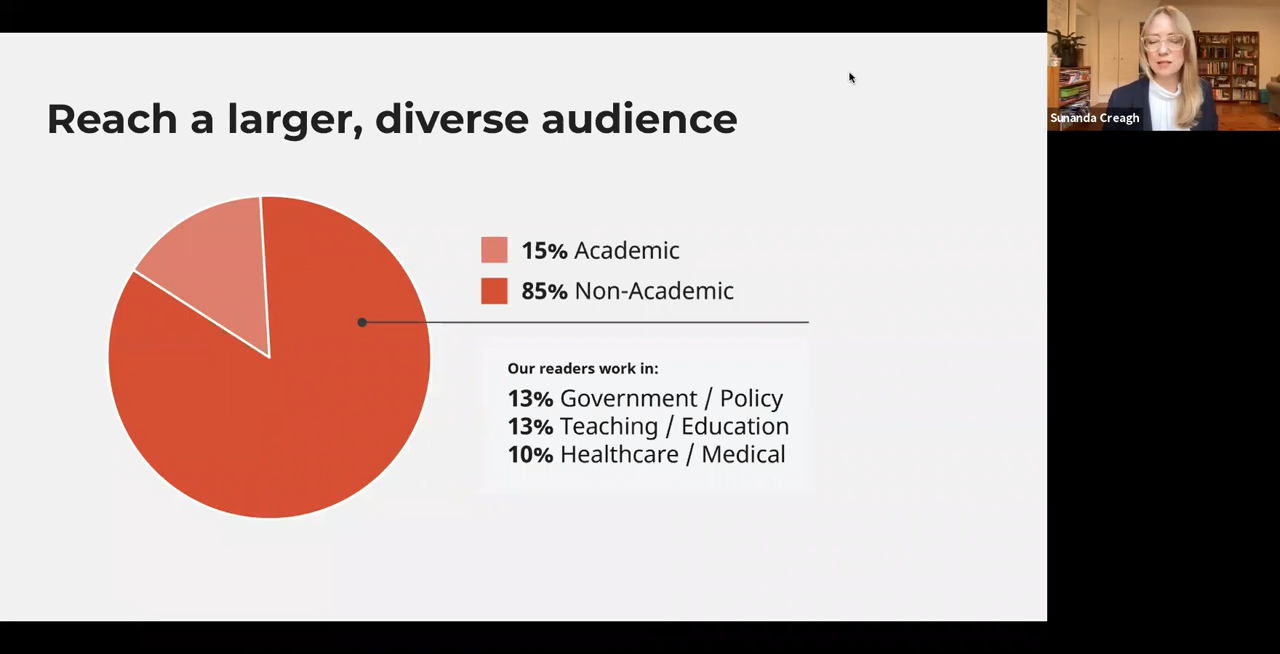 Reach a larger, diverse audience
15% Academic
85% Non-Academic
Our readers work in:
13% Government / Policy
13% Teaching / Education
10% Healthcare / Medical
Sunanda Creagh